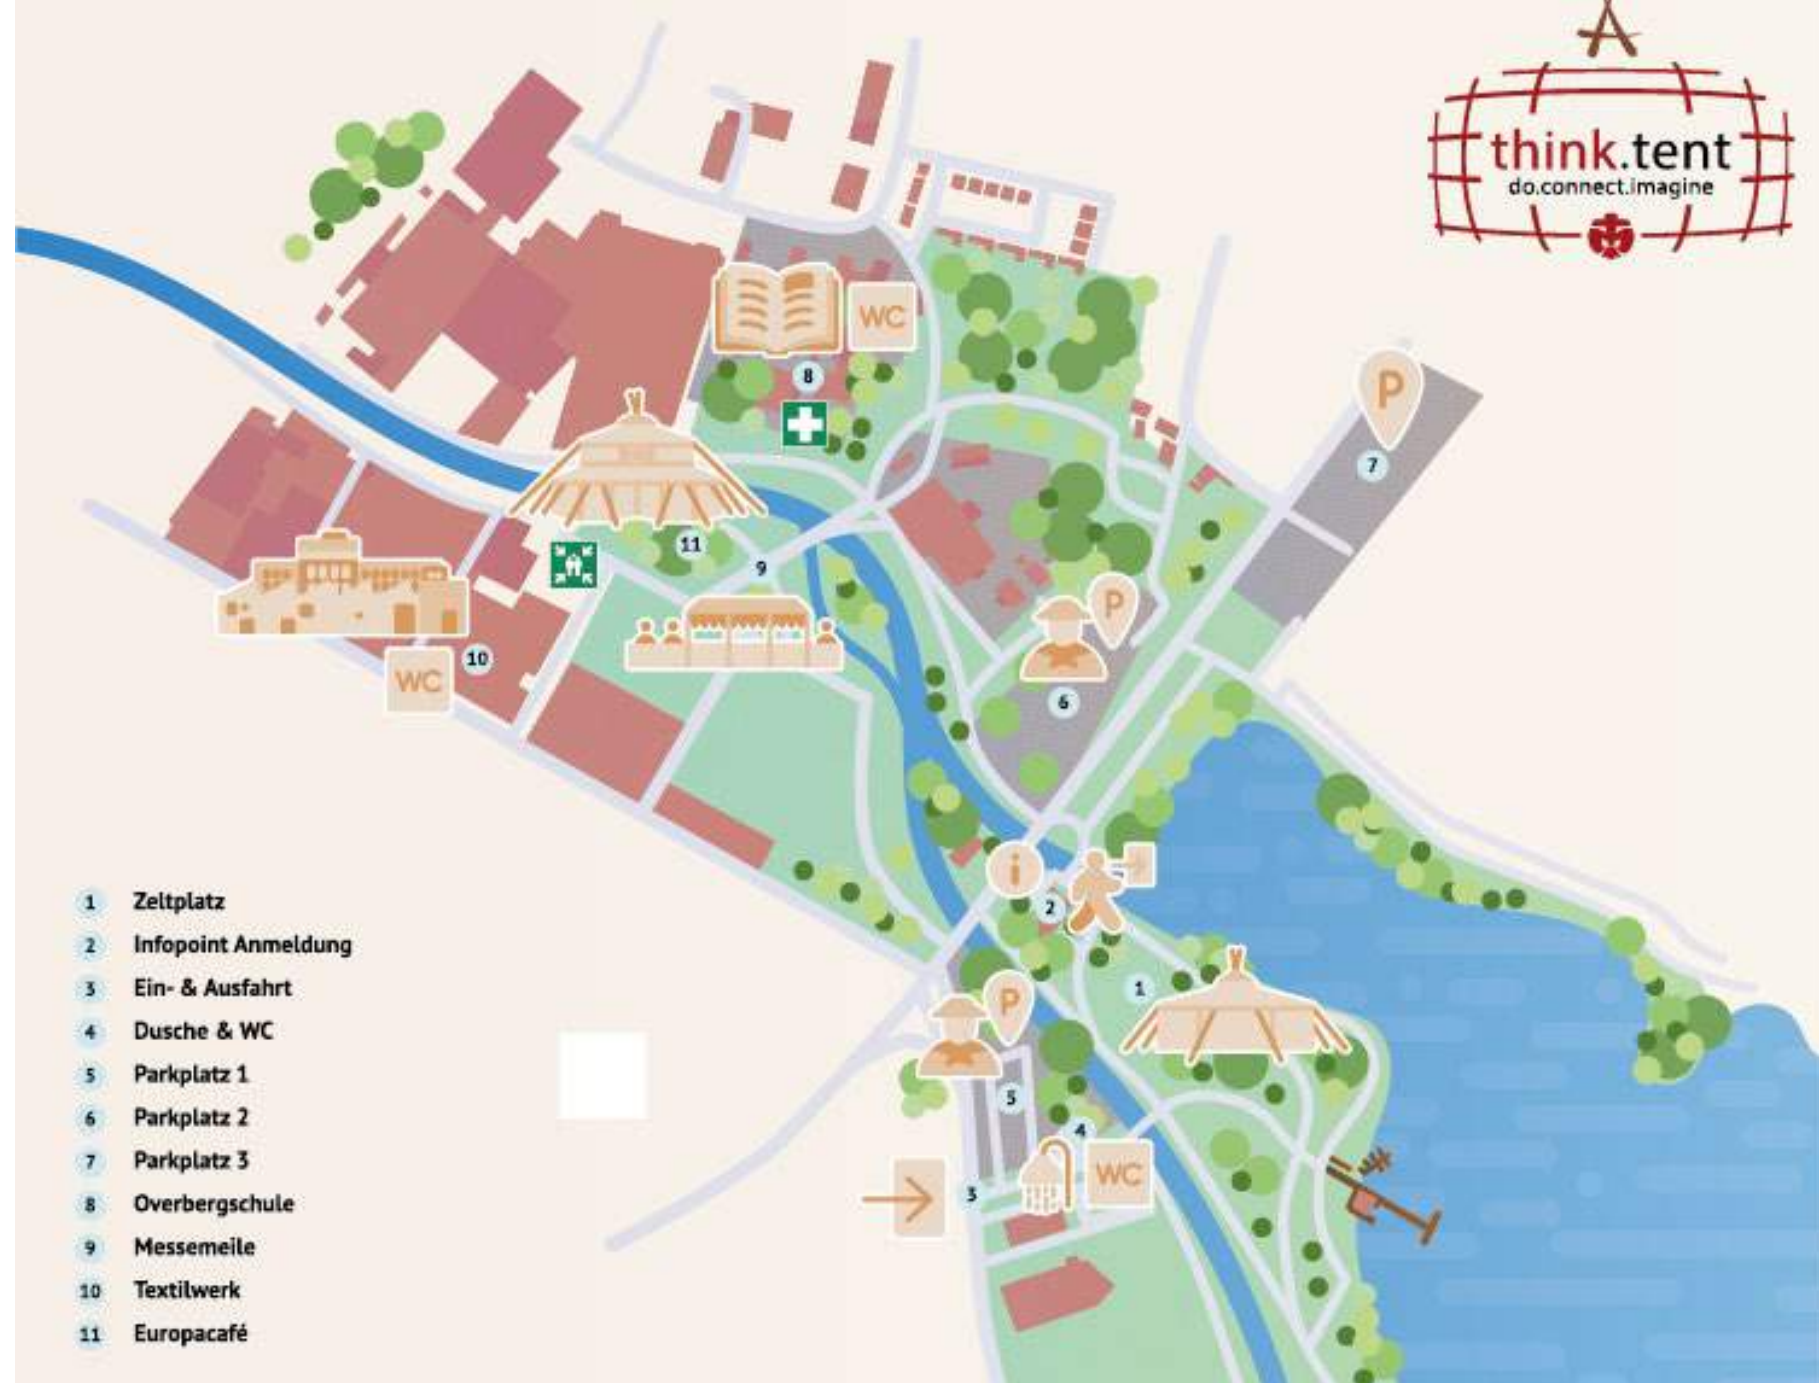 think.tent
do.connect.imagine
WC
8
P
7
11
9
P
WC
10
6
i
2
1
P
5
4
WC
3
1 Zeltplatz
2 Infopoint Anmeldung
3 Ein- & Ausfahrt
4 Dusche & WC
5 Parkplatz 1
6 Parkplatz 2
7 Parkplatz 3
8 Overbergschule
9 Messemeile
10 Textilwerk
11 Europacafé